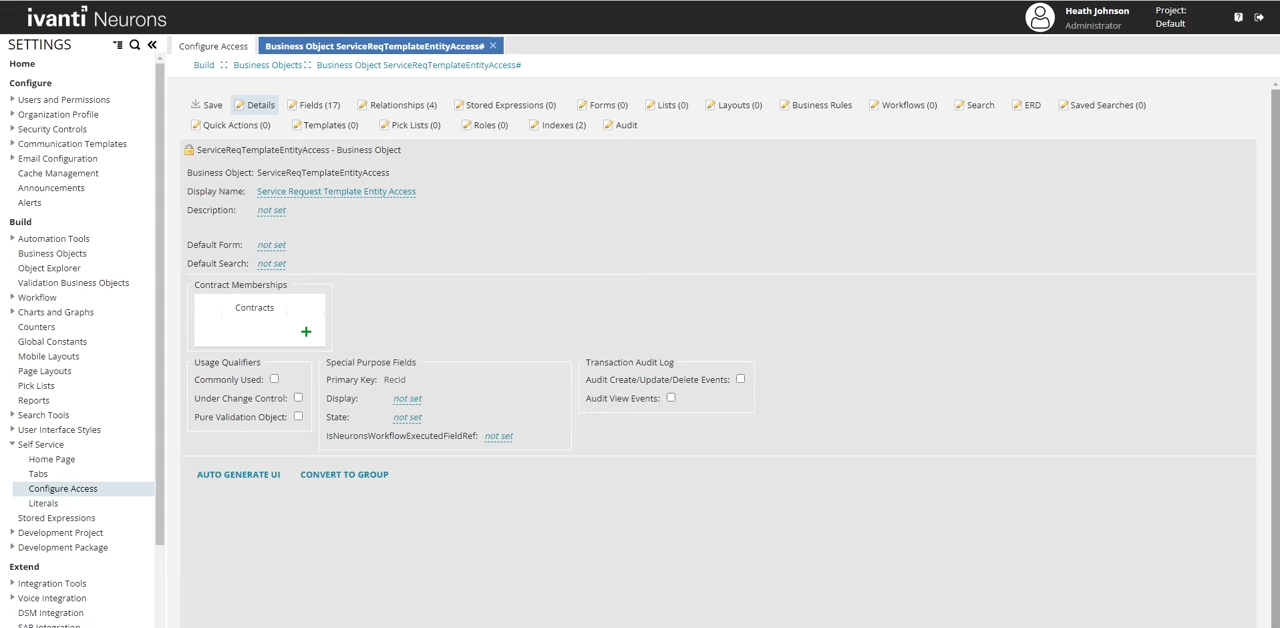 ivanti Neurons
Heath Johnson
Administrator
Project:
Default
SETTINGS
Configure Access
Business Object ServiceReqTemplateEntityAccess#
Build :: Business Objects:: Business Object ServiceReqTemplateEntityAccess#
Home
Configure
Users and Permissions
Organization Profile
Security Controls
Communication Templates
Email Configuration
Cache Management
Announcements
Alerts
Build
Automation Tools
Business Objects
Object Explorer
Validation Business Objects
Workflow
Charts and Graphs
Counters
Global Constants
Mobile Layouts
Page Layouts
Pick Lists
Reports
Search Tools
User Interface Styles
Self Service
Home Page
Tabs
Configure Access
Literals
Stored Expressions
Development Project
Development Package
Extend
Integration Tools
Voice Integration
DSM Integration
SAP Integration
Save Details Fields (17) Relationships (4) Stored Expressions (0) Forms (0) Lists (0) Layouts (0) Business Rules Workflows (0) Search ERD Saved Searches (0)
Quick Actions (0) Templates (0) Pick Lists (0) Roles (0) Indexes (2) Audit
ServiceReqTemplateEntityAccess - Business Object
Business Object: ServiceReqTemplateEntityAccess
Display Name: Service Request Template Entity Access
Description: not set
Default Form: not set
Default Search: not set
Contract Memberships
Contracts
Usage Qualifiers
Commonly Used:
Under Change Control:
Pure Validation Object:
Special Purpose Fields
Primary Key: RecId
Display: not set
State: not set
IsNeuronsWorkflowExecutedFieldRef: not set
Transaction Audit Log
Audit Create/Update/Delete Events:
Audit View Events:
AUTO GENERATE UI CONVERT TO GROUP